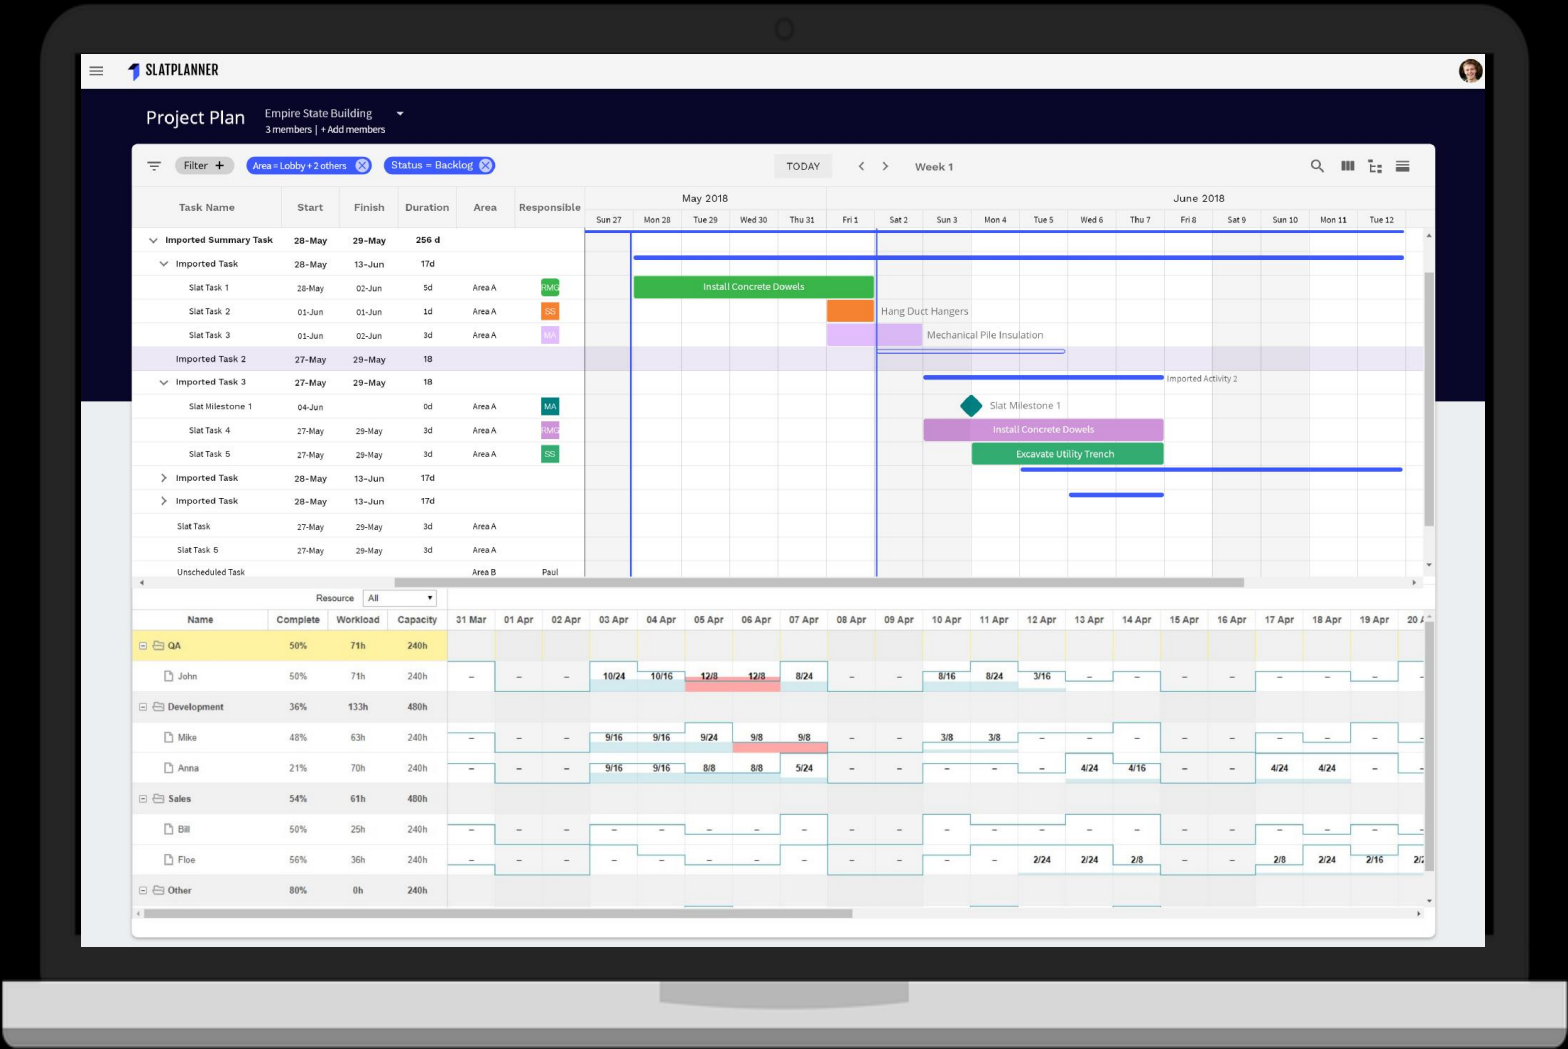 SLATPLANNER
Project Plan
Empire State Building
3 members | + Add members
Filter +
Area = Lobby + 2 others
Status = Backlog
TODAY
Week 1
Task Name Start Finish Duration Area Responsible
May 2018 June 2018
Sun 27 Mon 28 Tue 29 Wed 30 Thu 31 Fri 1 Sat 2 Sun 3 Mon 4 Tue 5 Wed 6 Thu 7 Fri 8 Sat 9 Sun 10 Mon 11 Tue 12
Imported Summary Task 28-May 29-May 256 d
Imported Task 28-May 13-Jun 17d
Slat Task 1 28-May 02-Jun 5d Area A RMG Install Concrete Dowels
Slat Task 2 01-Jun 01-Jun 1d Area A SS Hang Duct Hangers
Slat Task 3 01-Jun 02-Jun 3d Area A MA Mechanical Pile Insulation
Imported Task 2 27-May 29-May 18
Imported Task 3 27-May 29-May 18 Imported Activity 2
Slat Milestone 1 04-Jun 0d Area A MA Slat Milestone 1
Slat Task 4 27-May 29-May 3d Area A RMG Install Concrete Dowels
Slat Task 5 27-May 29-May 3d Area A SS Excavate Utility Trench
Imported Task 28-May 13-Jun 17d
Imported Task 28-May 13-Jun 17d
Slat Task 27-May 29-May 3d Area A
Slat Task 5 27-May 29-May 3d Area A
Unscheduled Task Area B Paul
Resource All
Name Complete Workload Capacity 31 Mar 01 Apr 02 Apr 03 Apr 04 Apr 05 Apr 06 Apr 07 Apr 08 Apr 09 Apr 10 Apr 11 Apr 12 Apr 13 Apr 14 Apr 15 Apr 16 Apr 17 Apr 18 Apr 19 Apr 20
QA 50% 71h 240h
John 50% 71h 240h – – – 10/24 10/16 12/8 12/8 8/24 – – 8/16 8/24 3/16 – – – – – – – –
Development 36% 133h 480h
Mike 48% 63h 240h – – – 9/16 9/16 9/24 9/8 9/8 – – 3/8 3/8 – – – – – – – – –
Anna 21% 70h 240h – – – 9/16 9/16 8/8 8/8 5/24 – – – – – 4/24 4/16 – – 4/24 4/24 – –
Sales 54% 61h 480h
Bill 50% 25h 240h – – – – – – – – – – – – – – – – – – – – –
Floe 56% 36h 240h – – – – – – – – – – – – 2/24 2/24 2/8 – – 2/8 2/24 2/16
Other 80% 0h 240h